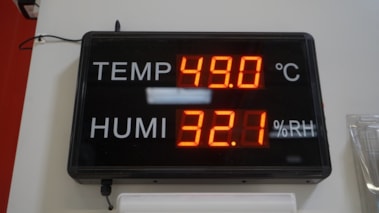 TEMP 49.0 °C
HUMI 32.1 %RH